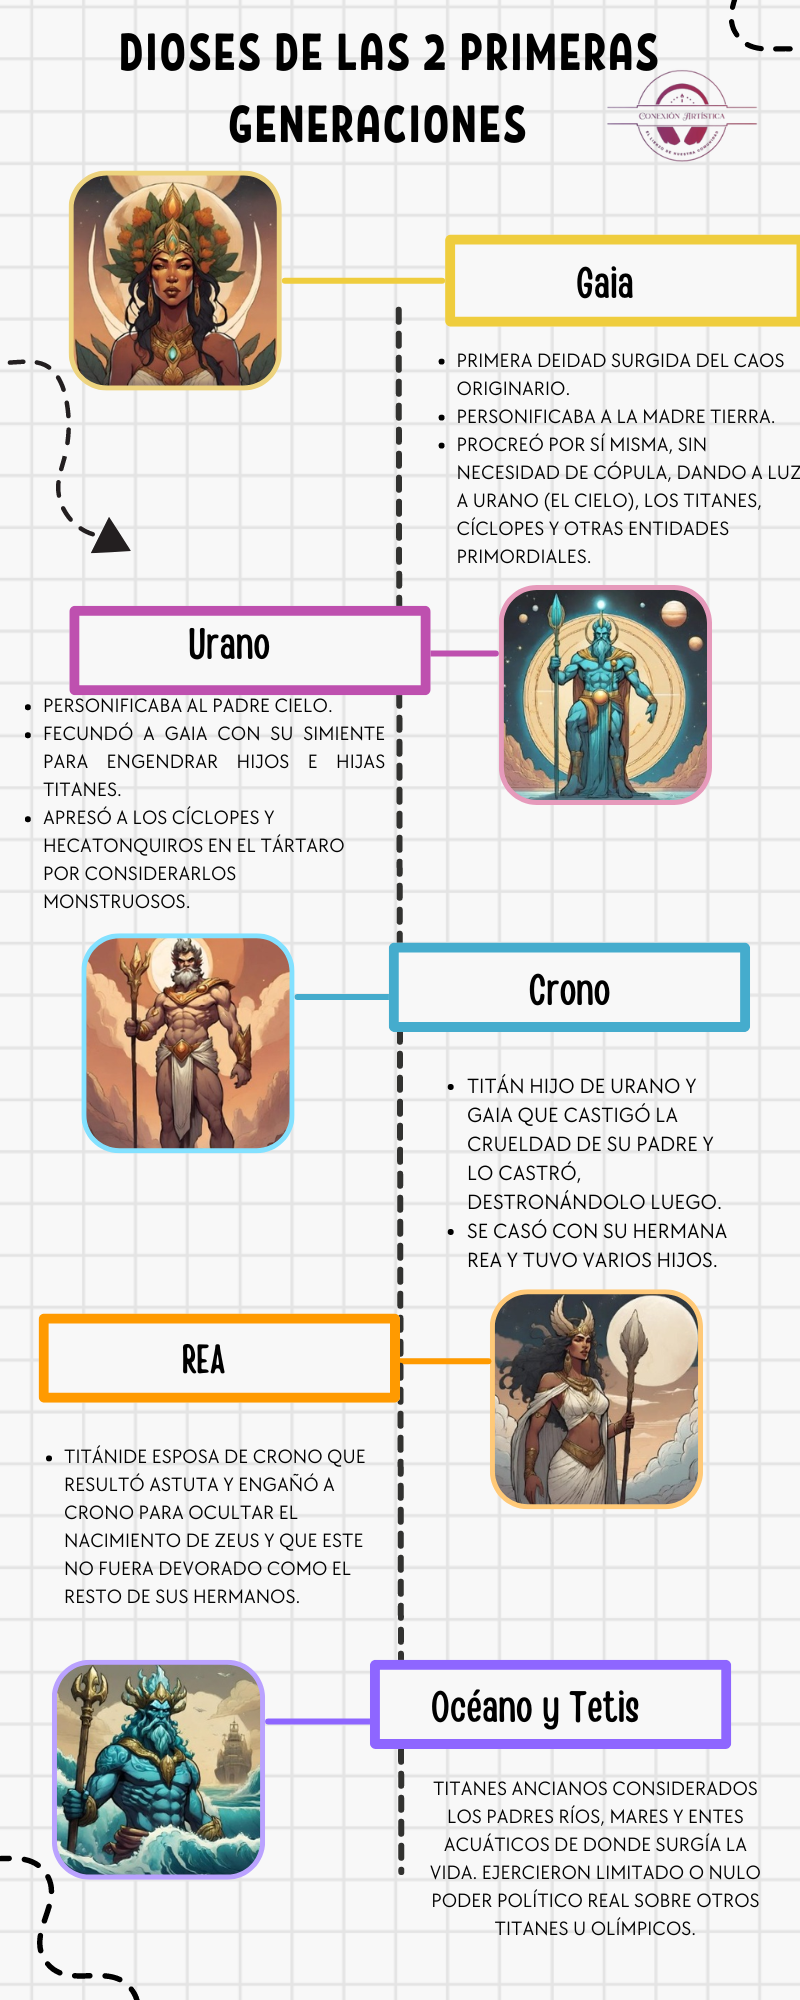 DIOSES DE LAS 2 PRIMERAS
GENERACIONES
CONEXIÓN ARTÍSTICA
EL LIENZO DE NUESTRA COMUNIDAD
Gaia
• PRIMERA DEIDAD SURGIDA DEL CAOS
ORIGINARIO.
• PERSONIFICABA A LA MADRE TIERRA.
• PROCREÓ POR SÍ MISMA, SIN
NECESIDAD DE CÓPULA, DANDO A LUZ
A URANO (EL CIELO), LOS TITANES,
CÍCLOPES Y OTRAS ENTIDADES
PRIMORDIALES.
Urano
• PERSONIFICABA AL PADRE CIELO.
• FECUNDÓ A GAIA CON SU SIMIENTE
PARA ENGENDRAR HIJOS E HIJAS
TITANES.
• APRESÓ A LOS CÍCLOPES Y
HECATONQUIROS EN EL TÁRTARO
POR CONSIDERARLOS
MONSTRUOSOS.
Crono
• TITÁN HIJO DE URANO Y
GAIA QUE CASTIGÓ LA
CRUELDAD DE SU PADRE Y
LO CASTRÓ,
DESTRONÁNDOLO LUEGO.
• SE CASÓ CON SU HERMANA
REA Y TUVO VARIOS HIJOS.
REA
• TITÁNIDE ESPOSA DE CRONO QUE
RESULTÓ ASTUTA Y ENGAÑÓ A
CRONO PARA OCULTAR EL
NACIMIENTO DE ZEUS Y QUE ESTE
NO FUERA DEVORADO COMO EL
RESTO DE SUS HERMANOS.
Océano y Tetis
TITANES ANCIANOS CONSIDERADOS
LOS PADRES RÍOS, MARES Y ENTES
ACUÁTICOS DE DONDE SURGÍA LA
VIDA. EJERCIERON LIMITADO O NULO
PODER POLÍTICO REAL SOBRE OTROS
TITANES U OLÍMPICOS.